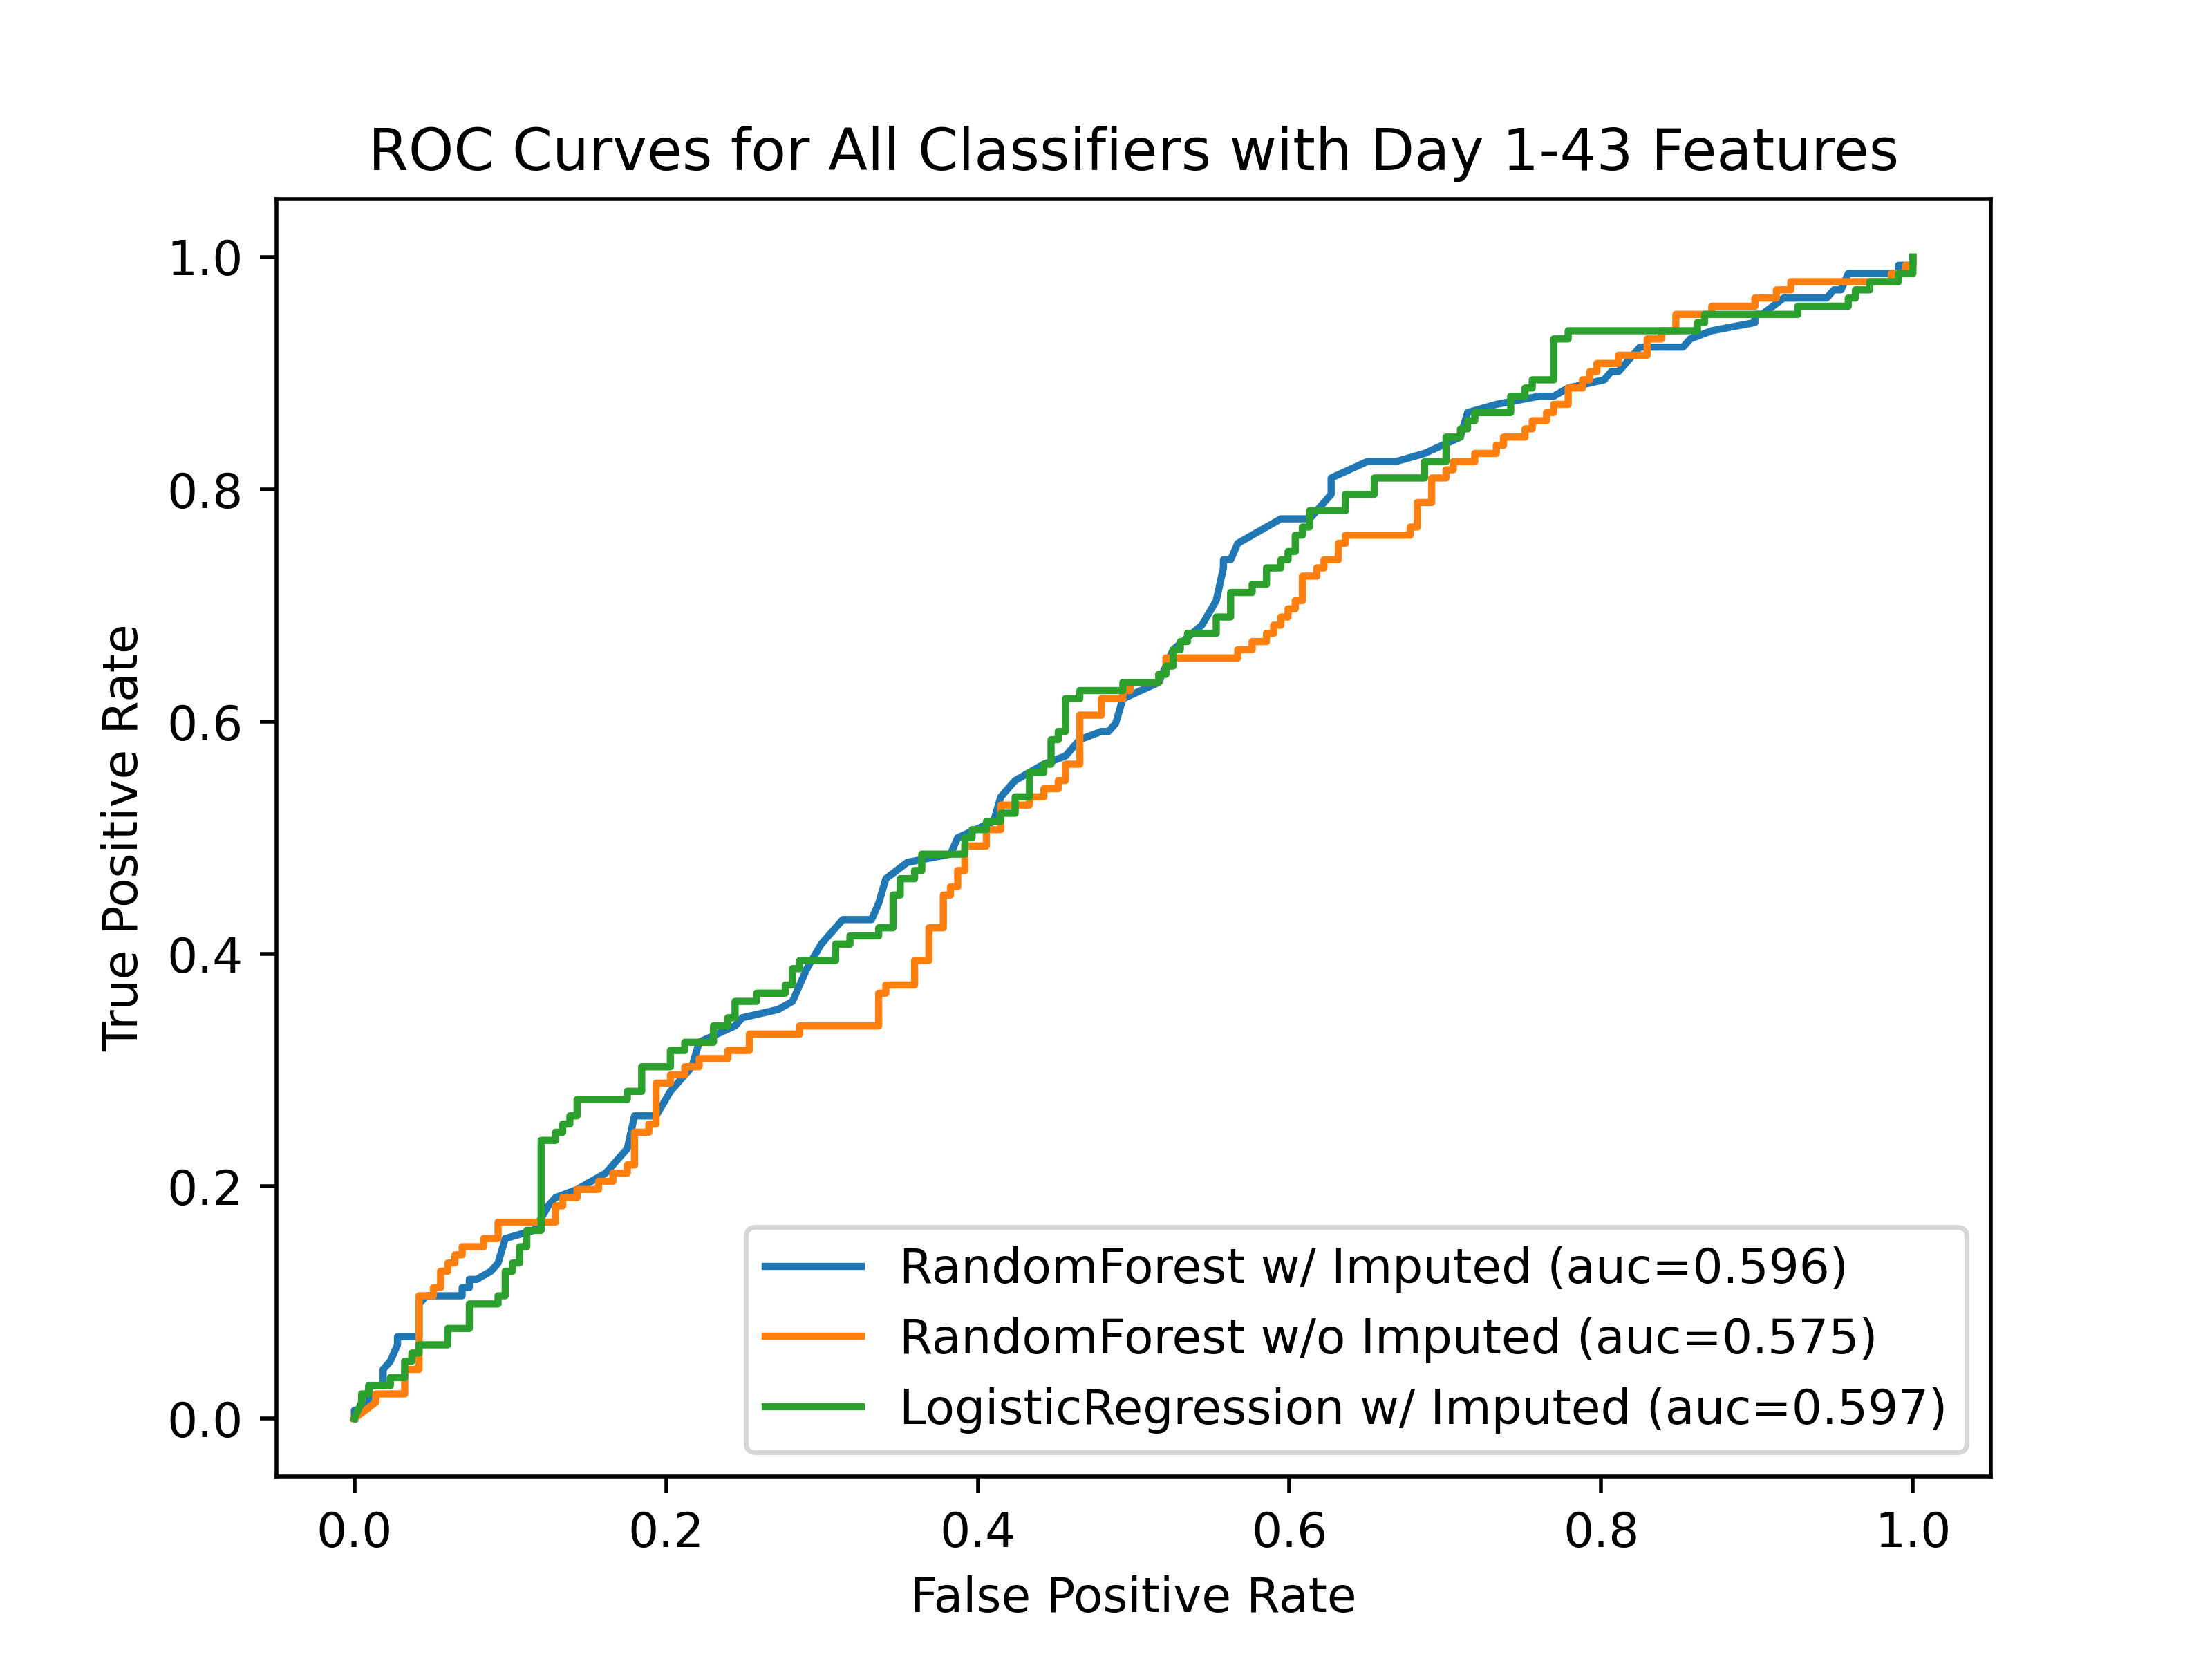 ROC Curves for All Classifiers with Day 1-43 Features
True Positive Rate
1.0
0.8
0.6
0.4
0.2
0.0
RandomForest w/ Imputed (auc=0.596)
RandomForest w/o Imputed (auc=0.575)
LogisticRegression w/ Imputed (auc=0.597)
0.0 0.2 0.4 0.6 0.8 1.0
False Positive Rate